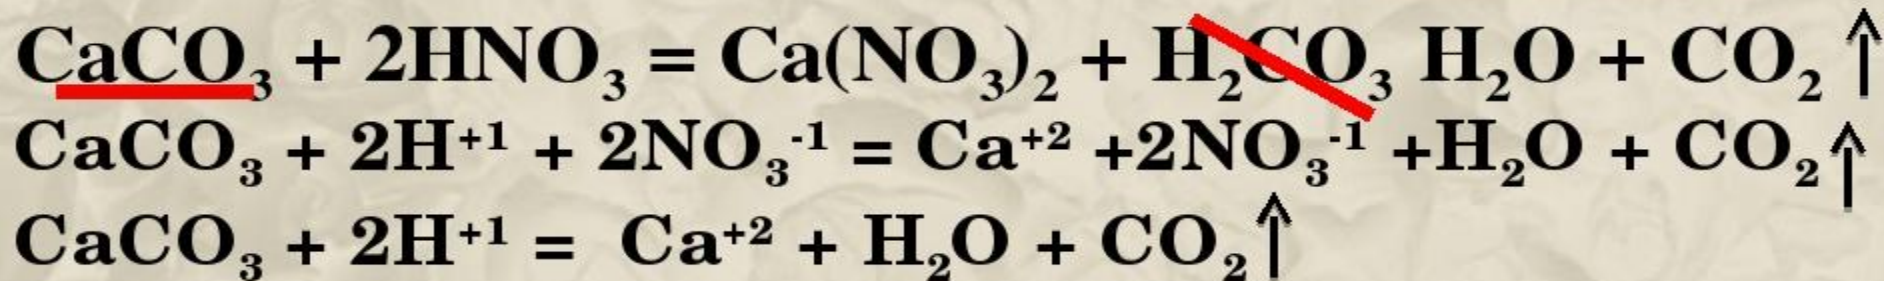 CaCO₃ + 2HNO₃ = Ca(NO₃)₂ + H₂CO₃ H₂O + CO₂ ↑
CaCO₃ + 2H⁺¹ + 2NO₃⁻¹ = Ca⁺² +2NO₃⁻¹ +H₂O + CO₂↑
CaCO₃ + 2H⁺¹ = Ca⁺² + H₂O + CO₂↑